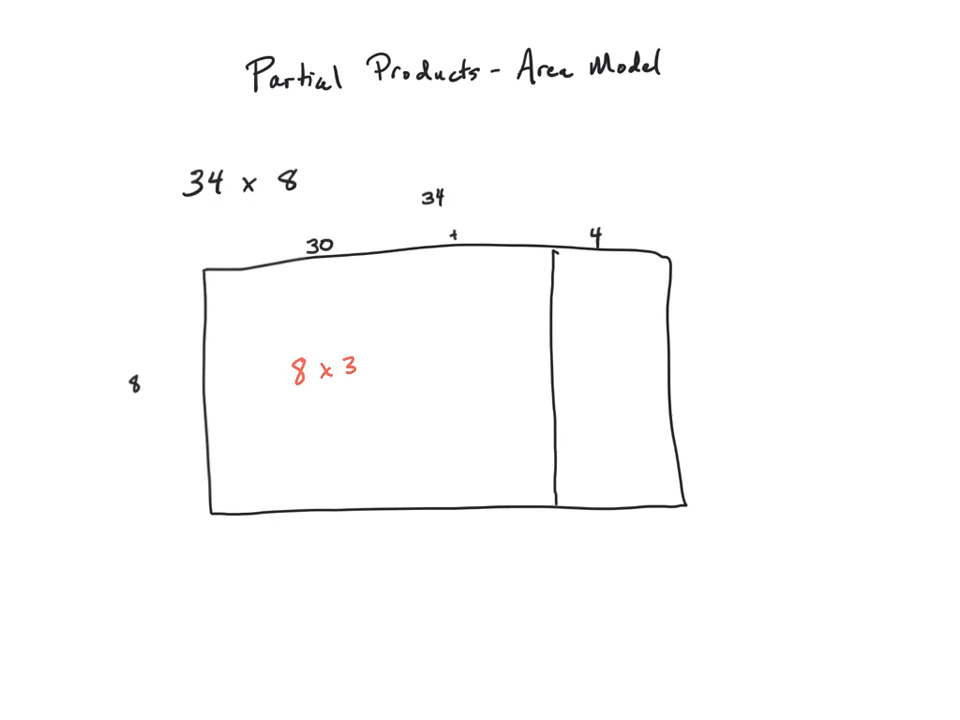 Partial Products - Area Model
34 x 8
34
30 + 4
8
8 x 3